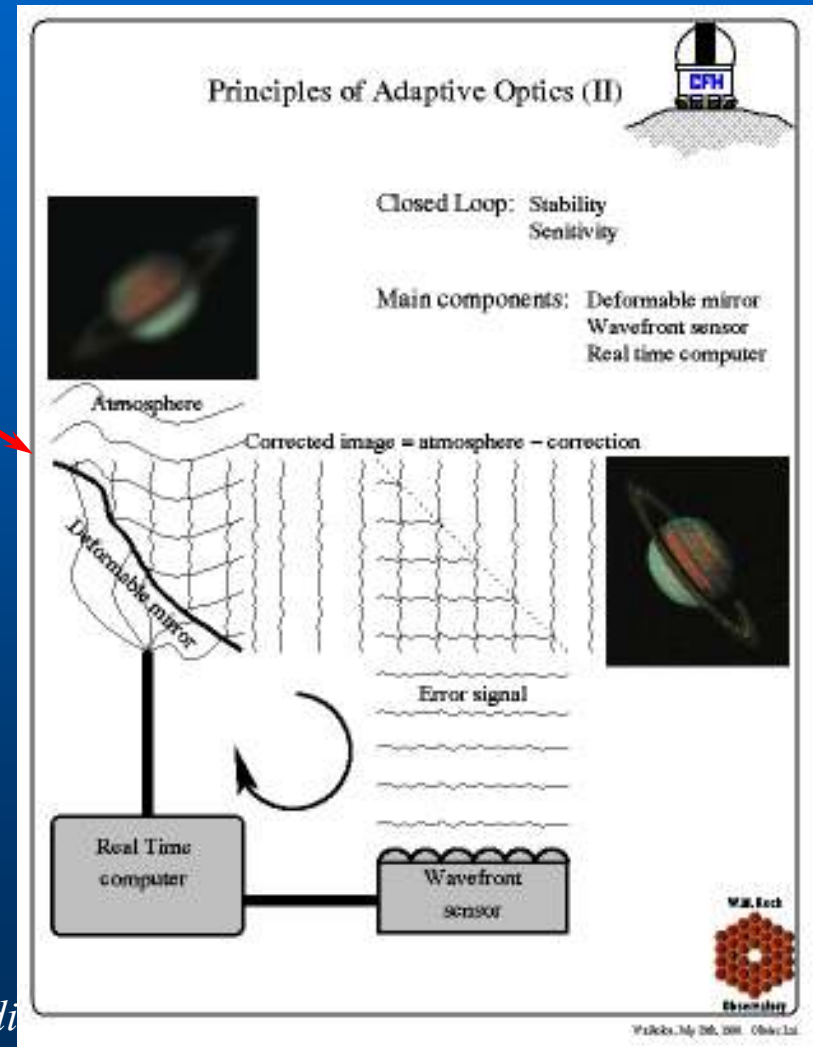 Principles of Adaptive Optics (II)
CFH
Closed Loop: Stability
Senitivity
Main components: Deformable mirror
Wavefront sensor
Real time computer
Atmosphere
Corrected image = atmosphere - correction
Deformable mirror
Error signal
Real Time
computer
Wavefront
sensor
W.M. Keck
Observatory